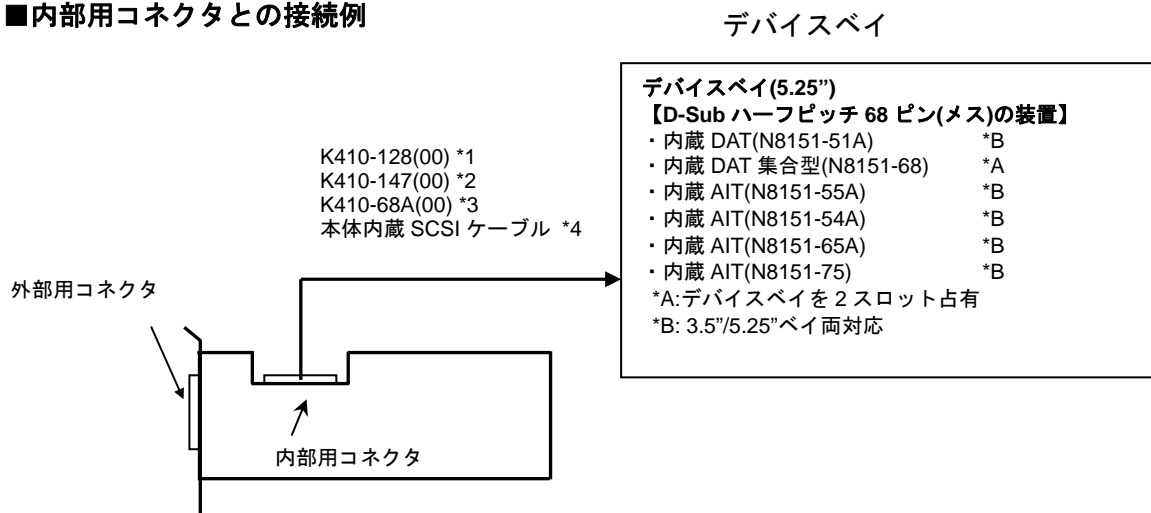 ■内部用コネクタとの接続例
デバイスベイ
デバイスベイ(5.25”)
【D-Sub ハーフピッチ 68 ピン(メス)の装置】
・内蔵 DAT(N8151-51A) *B
・内蔵 DAT 集合型(N8151-68) *A
・内蔵 AIT(N8151-55A) *B
・内蔵 AIT(N8151-54A) *B
・内蔵 AIT(N8151-65A) *B
・内蔵 AIT(N8151-75) *B
*A:デバイスベイを 2 スロット占有
*B: 3.5”/5.25”ベイ両対応
K410-128(00) *1
K410-147(00) *2
K410-68A(00) *3
本体内蔵 SCSI ケーブル *4
外部用コネクタ
内部用コネクタ